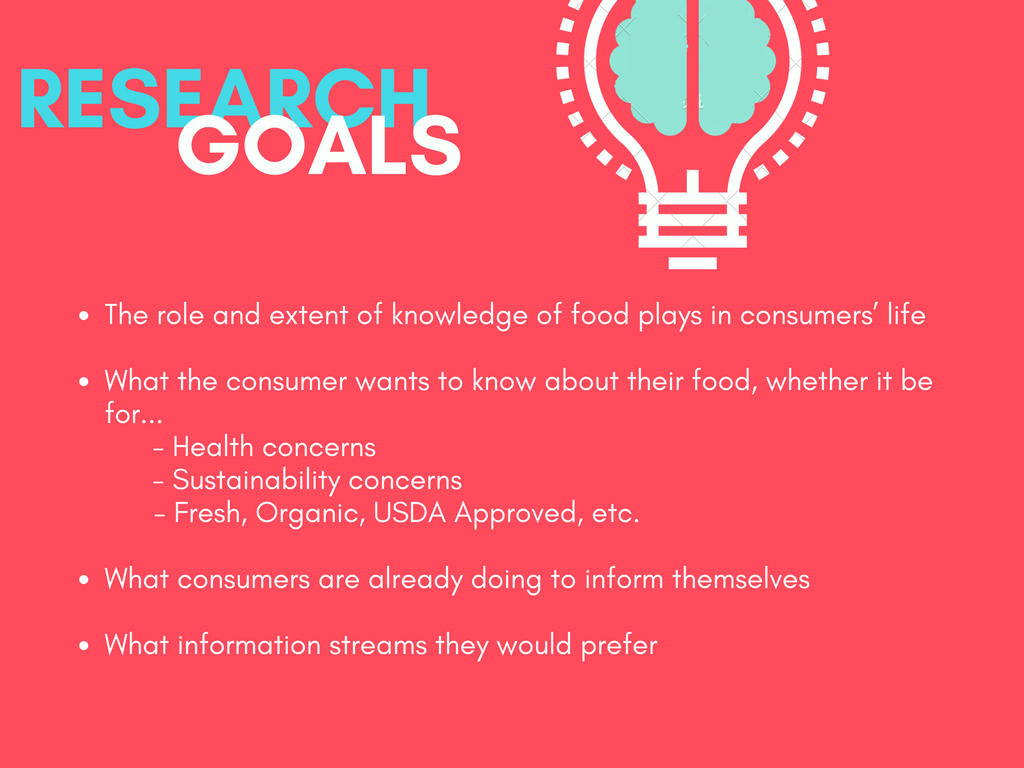 RESEARCH
GOALS
• The role and extent of knowledge of food plays in consumers’ life
• What the consumer wants to know about their food, whether it be
for...
- Health concerns
- Sustainability concerns
- Fresh, Organic, USDA Approved, etc.
• What consumers are already doing to inform themselves
• What information streams they would prefer